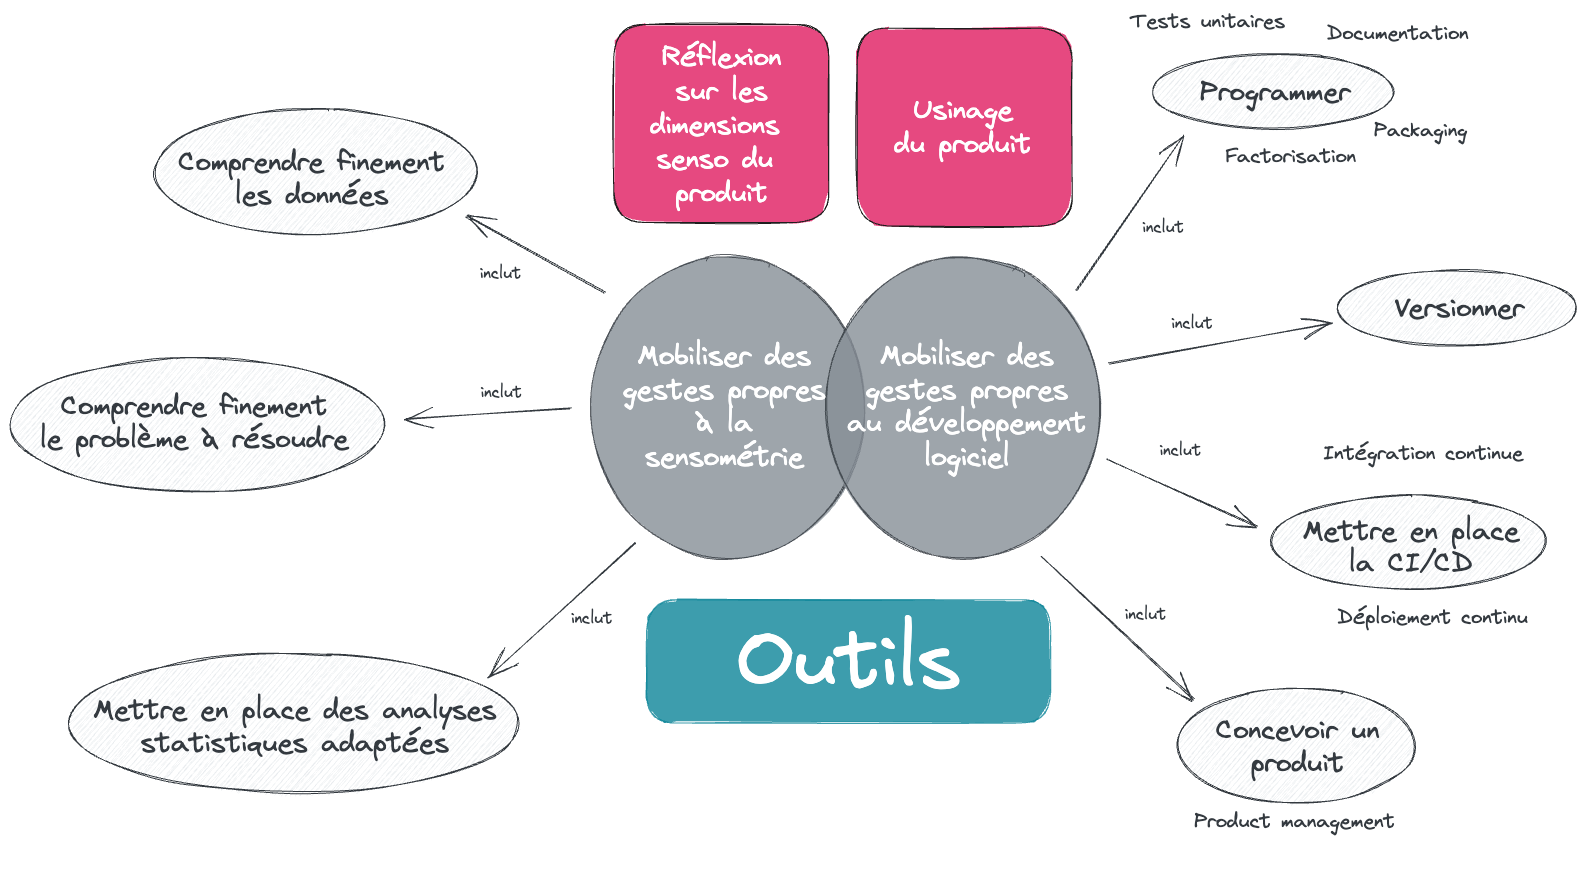 Tests unitaires
Documentation
Programmer
Packaging
Factorisation
Réflexion
sur les
dimensions
senso du
produit
Usinage
du produit
Comprendre finement
les données
inclut
inclut
Versionner
inclut
Mobiliser des
gestes propres
à la
sensométrie
Mobiliser des
gestes propres
au développement
logiciel
Comprendre finement
le problème à résoudre
inclut
inclut
Intégration continue
Mettre en place
la CI/CD
Déploiement continu
inclut
Outils
inclut
Mettre en place des analyses
statistiques adaptées
Concevoir un
produit
Product management